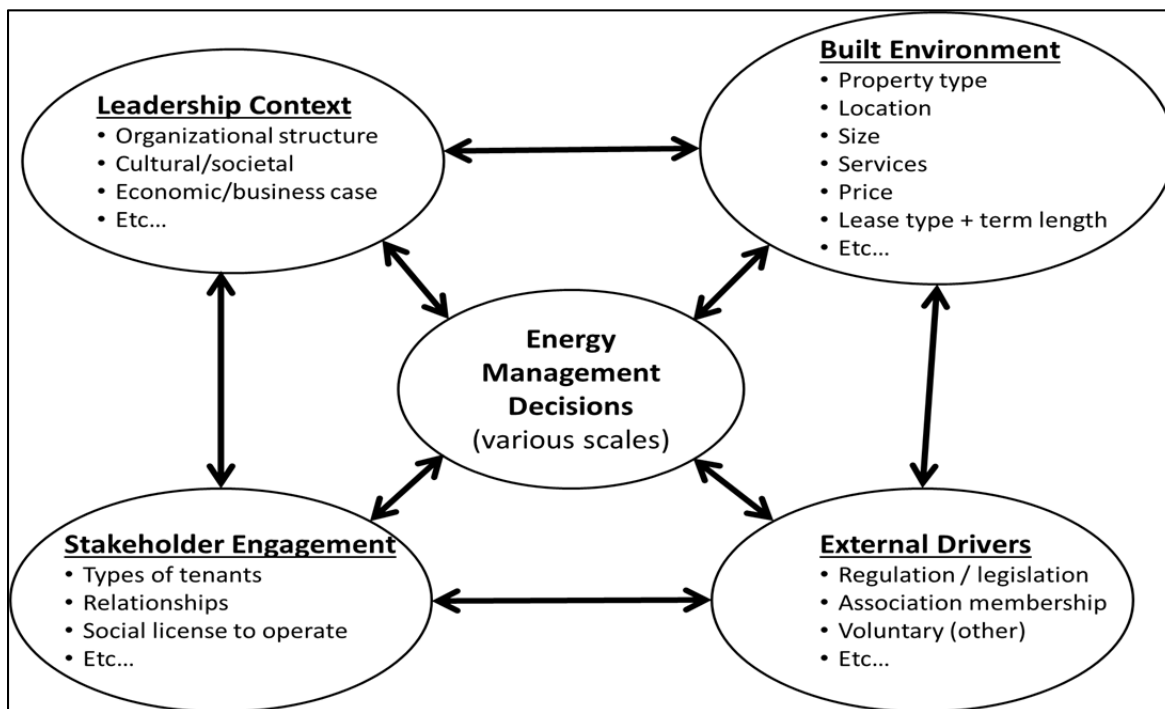 Leadership Context
• Organizational structure
• Cultural/societal
• Economic/business case
• Etc...
Built Environment
• Property type
• Location
• Size
• Services
• Price
• Lease type + term length
• Etc...
Energy
Management
Decisions
(various scales)
Stakeholder Engagement
• Types of tenants
• Relationships
• Social license to operate
• Etc...
External Drivers
• Regulation / legislation
• Association membership
• Voluntary (other)
• Etc...